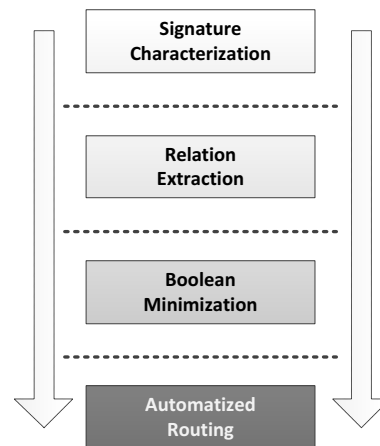 Signature
Characterization
Relation
Extraction
Boolean
Minimization
Automatized
Routing